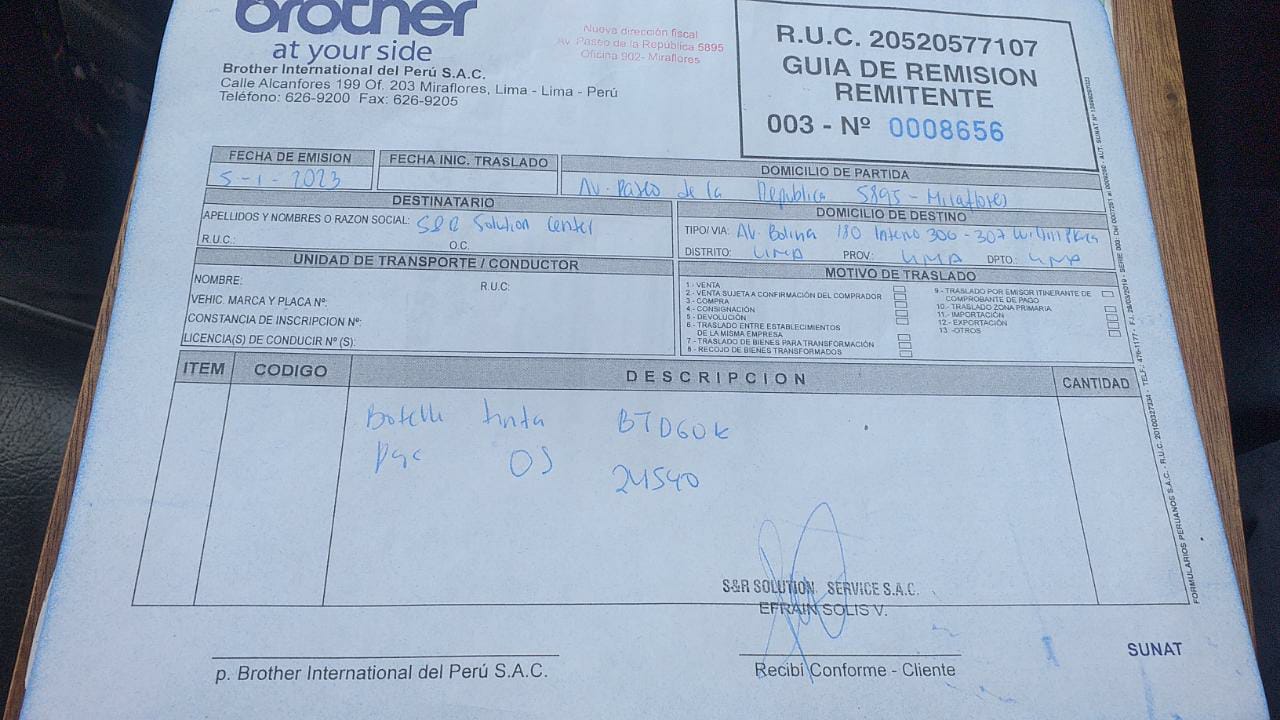 brother
at your side
Brother International del Perú S.A.C.
Calle Alcanfores 199 Of. 203 Miraflores, Lima - Lima - Perú
Teléfono: 626-9200 Fax: 626-9205
Nueva dirección fiscal
Av. Paseo de la República 5895
Oficina 902- Miraflores
R.U.C. 20520577107
GUIA DE REMISION
REMITENTE
003 - Nº 0008656
FECHA DE EMISION
5-1-2023
FECHA INIC. TRASLADO
DOMICILIO DE PARTIDA
Av. Paseo de la Republica 5895 - Miraflores
DESTINATARIO
APELLIDOS Y NOMBRES O RAZON SOCIAL: S&R Solution Center
R.U.C.: O.C.
DOMICILIO DE DESTINO
TIPO/VIA: Av. Bolivia 180 Interno 306-307
DISTRITO: LIMA PROV: LIMA DPTO: LIMA
UNIDAD DE TRANSPORTE / CONDUCTOR
NOMBRE: R.U.C:
VEHIC. MARCA Y PLACA Nº:
CONSTANCIA DE INSCRIPCION Nº:
LICENCIA(S) DE CONDUCIR Nº (S):
MOTIVO DE TRASLADO
1 - VENTA
2 - VENTA SUJETA A CONFIRMACIÓN DEL COMPRADOR
3 - COMPRA
4 - CONSIGNACIÓN
5 - DEVOLUCIÓN
6 - TRASLADO ENTRE ESTABLECIMIENTOS
DE LA MISMA EMPRESA
7 - TRASLADO DE BIENES PARA TRANSFORMACIÓN
8 - RECOJO DE BIENES TRANSFORMADOS
9 - TRASLADO POR EMISOR ITINERANTE DE
COMPROBANTE DE PAGO
10.- TRASLADO ZONA PRIMARIA
11.- IMPORTACIÓN
12 - EXPORTACIÓN
13 -OTROS
ITEM CODIGO DESCRIPCION CANTIDAD
Botella tinta BTD60K
OS 24540
S&R SOLUTION SERVICE S.A.C.
EFRAIN SOLIS V.
p. Brother International del Perú S.A.C.
Recibí Conforme - Cliente
SUNAT
FORMULARIOS PERUANOS S.A.C. - R.U.C. 20100327234 - TELF.: 476-1177 - F.I.